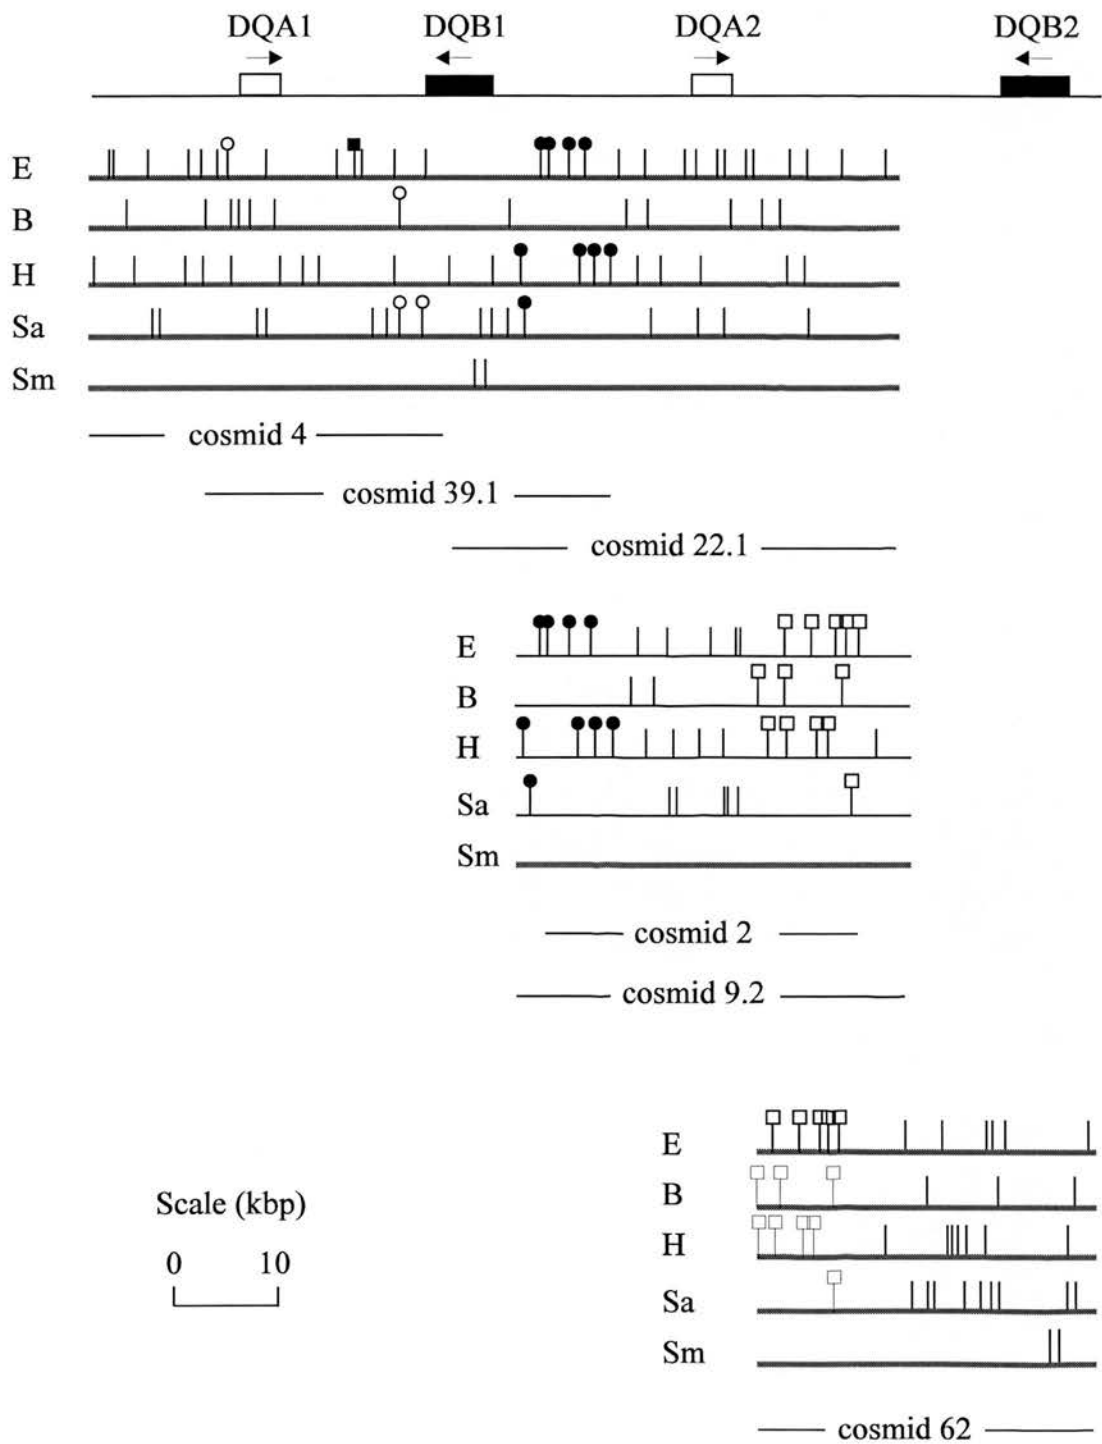 DQA1 DQB1 DQA2 DQB2
E
B
H
Sa
Sm
cosmid 4
cosmid 39.1
cosmid 22.1
E
B
H
Sa
Sm
cosmid 2
cosmid 9.2
E
B
H
Sa
Sm
cosmid 62
Scale (kbp)
0 10